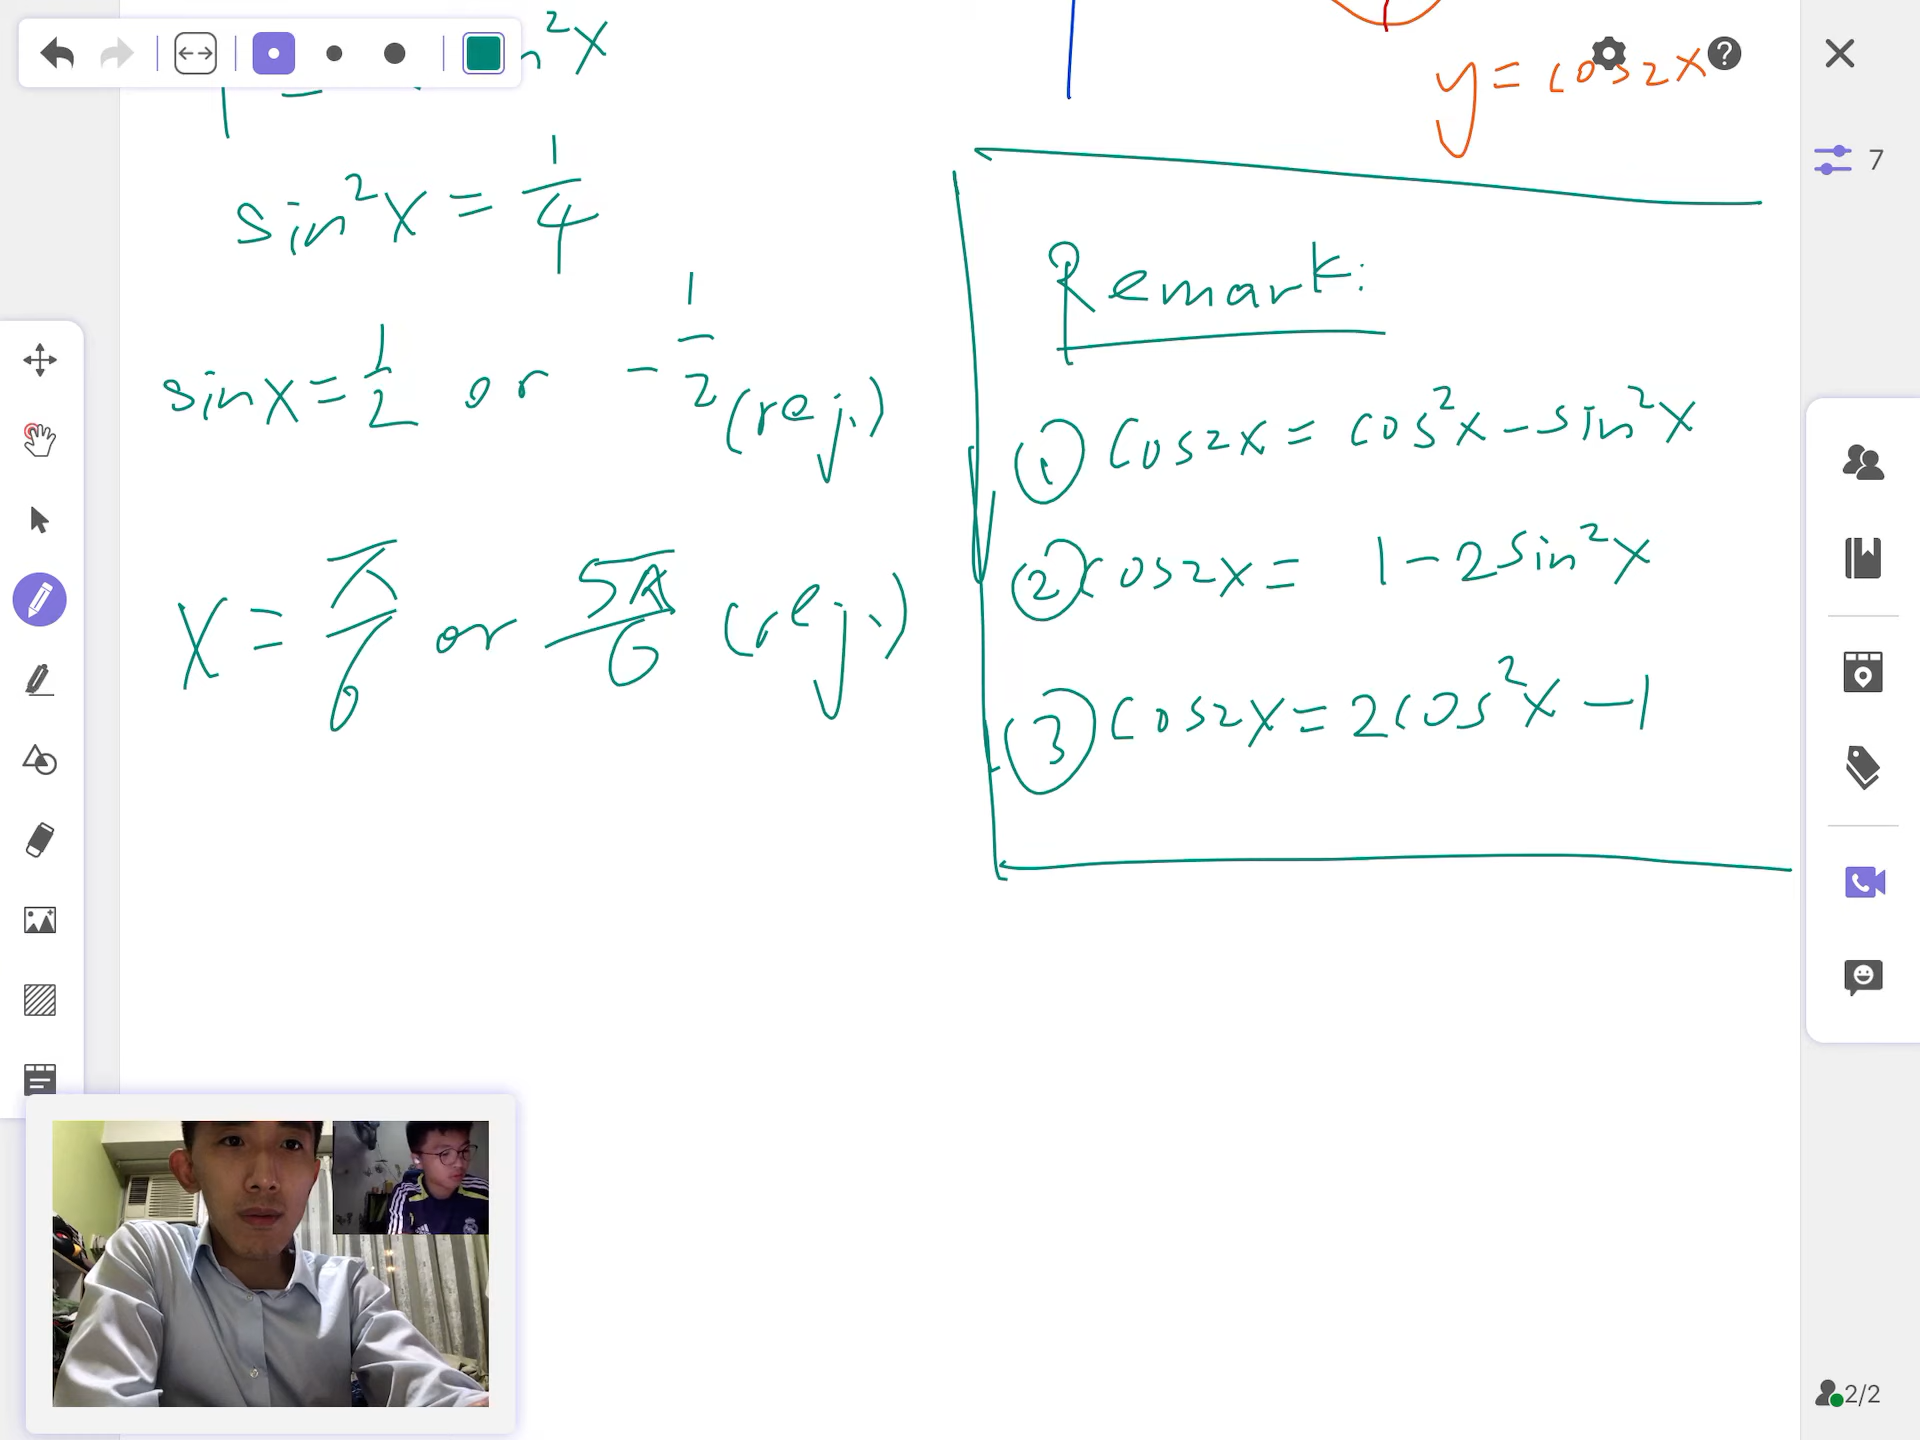 y = cos2x
sin²x = 1/4
sinx = 1/2 or -1/2 (rej.)
x = π/6 or 5π/6 (rej.)
Remark:
① cos2x = cos²x - sin²x
② cos2x = 1 - 2sin²x
③ cos2x = 2cos²x - 1
7
2/2